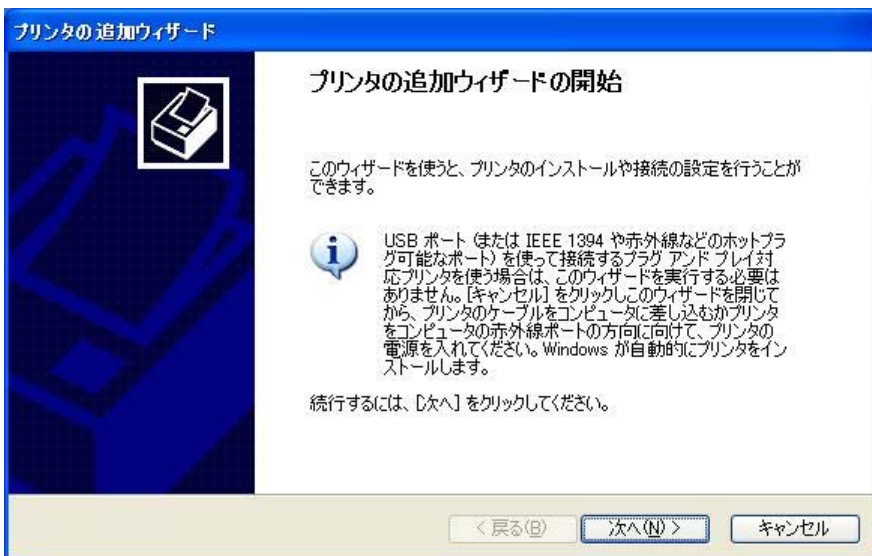 プリンタの追加ウィザード
プリンタの追加ウィザードの開始
このウィザードを使うと、プリンタのインストールや接続の設定を行うことが
できます。
USB ポート (または IEEE 1394 や赤外線などのホットプラ
グ可能なポート) を使って接続するプラグ アンド プレイ対
応プリンタを使う場合は、このウィザードを実行する必要は
ありません。[キャンセル] をクリックしこのウィザードを閉じて
から、プリンタのケーブルをコンピュータに差し込むかプリンタ
をコンピュータの赤外線ポートの方向に向けて、プリンタの
電源を入れてください。Windows が自動的にプリンタをイン
ストールします。
続行するには、[次へ] をクリックしてください。
< 戻る(B)
次へ(N) >
キャンセル